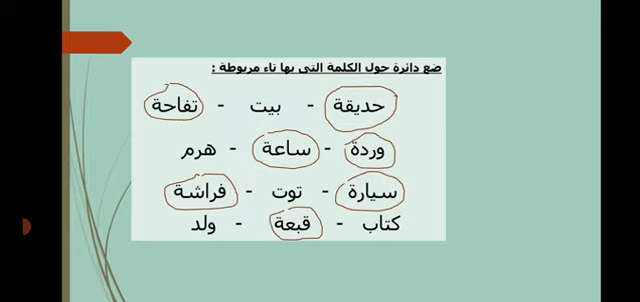 ضع دائرة حول الكلمة التى بها تاء مربوطة :
حديقة - بيت - تفاحة
وردة - ساعة - هرم
سيارة - توت - فراشة
كتاب - قبعة - ولد